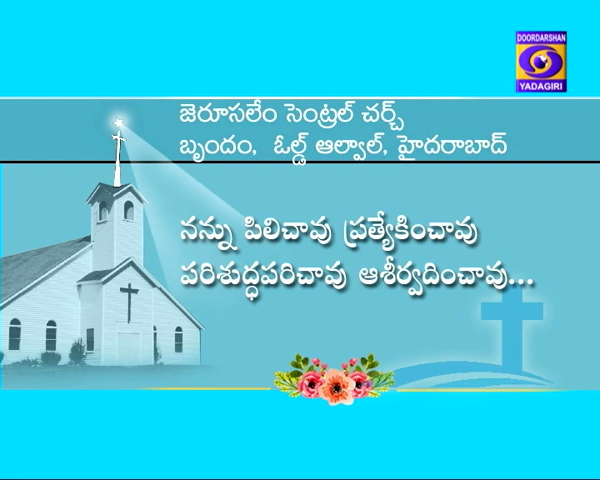 DOORDARSHAN
YADAGIRI
జెరూసలేం సెంట్రల్ చర్చ్
బృందం, ఓల్డ్ ఆల్వాల్, హైదరాబాద్
నన్ను పిలిచావు ప్రత్యేకించావు
పరిశుద్ధపరిచావు ఆశీర్వదించావు...